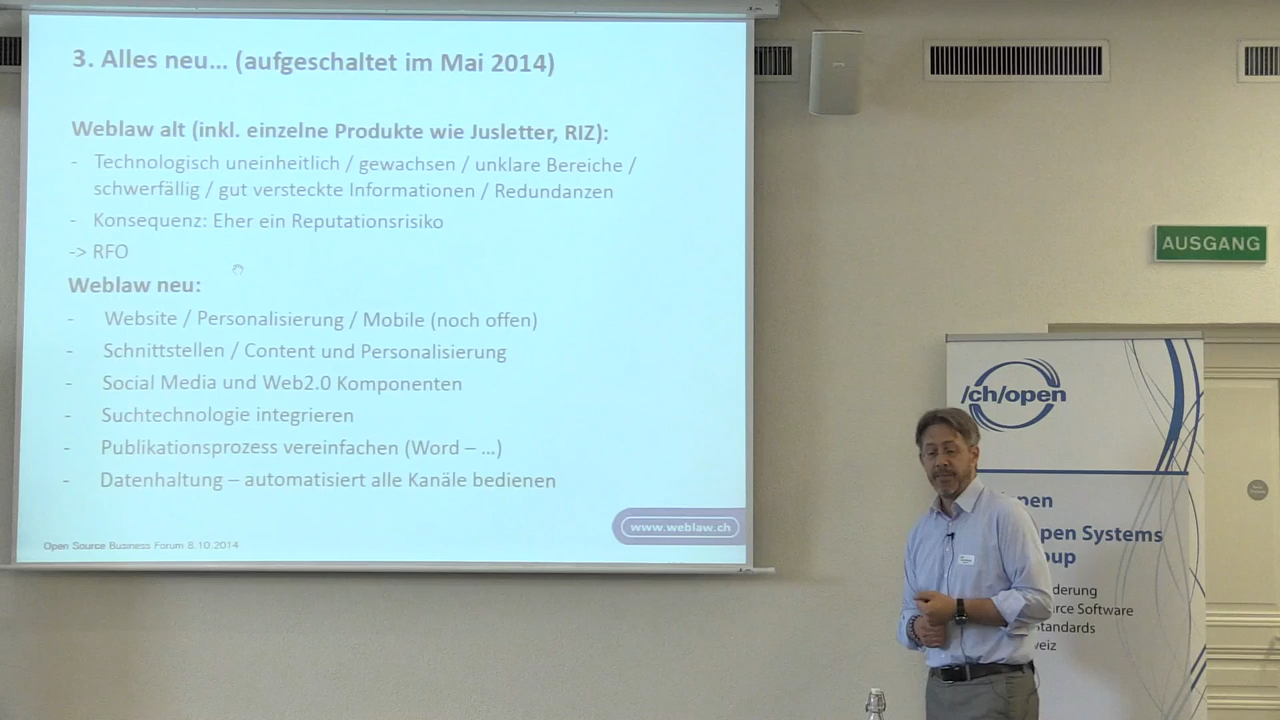 3. Alles neu... (aufgeschaltet im Mai 2014)
Weblaw alt (inkl. einzelne Produkte wie Jusletter, RIZ):
- Technologisch uneinheitlich / gewachsen / unklare Bereiche /
schwerfällig / gut versteckte Informationen / Redundanzen
- Konsequenz: Eher ein Reputationsrisiko
-> RFO
Weblaw neu:
- Website / Personalisierung / Mobile (noch offen)
- Schnittstellen / Content und Personalisierung
- Social Media und Web2.0 Komponenten
- Suchtechnologie integrieren
- Publikationsprozess vereinfachen (Word – ...)
- Datenhaltung – automatisiert alle Kanäle bedienen
www.weblaw.ch
Open Source Business Forum 8.10.2014
AUSGANG
/ch/open
pen
pen Systems
oup
derung
rce Software
tandards
eiz